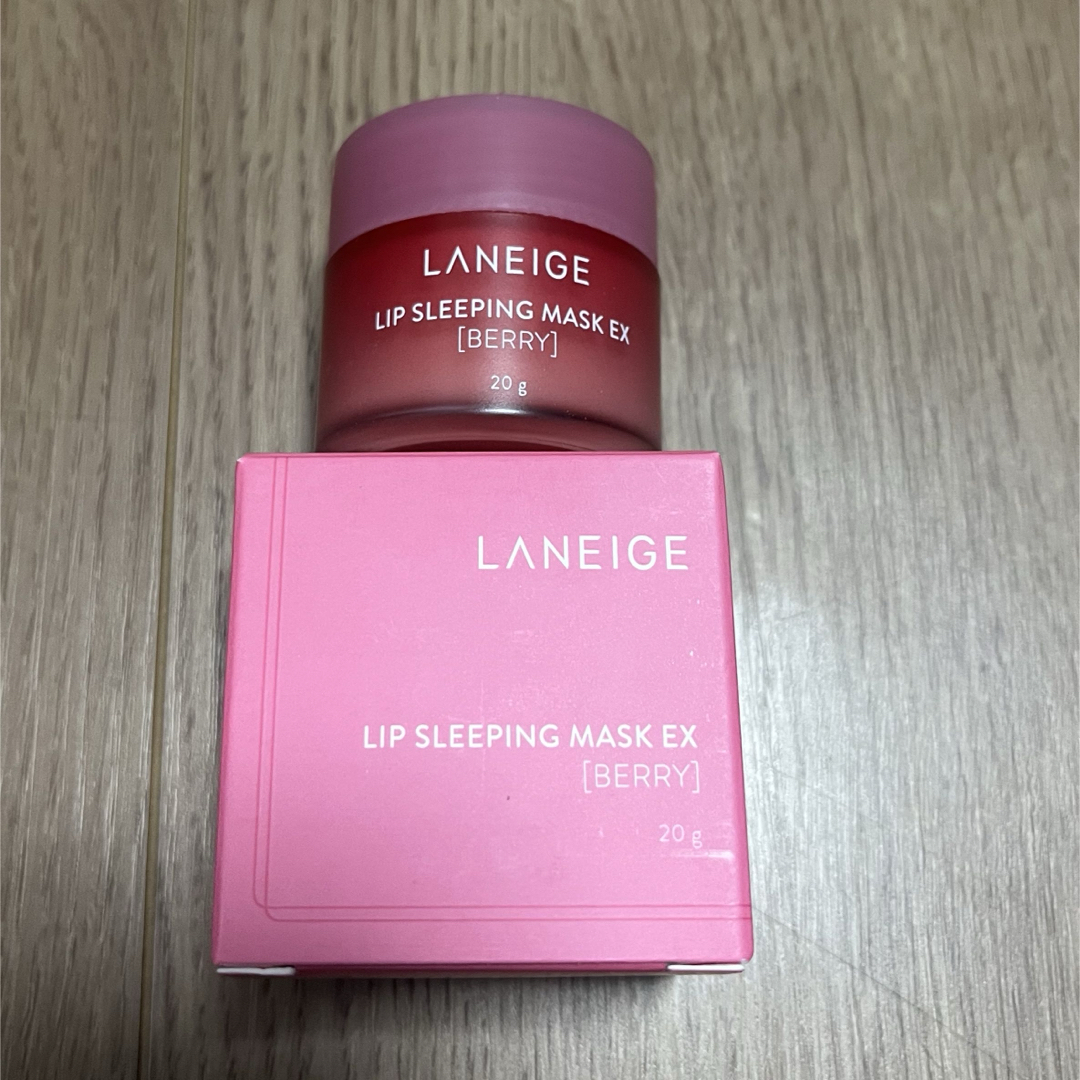 LANEIGE
LIP SLEEPING MASK EX
[BERRY]
20 g
LANEIGE
LIP SLEEPING MASK EX
[BERRY]
20 g